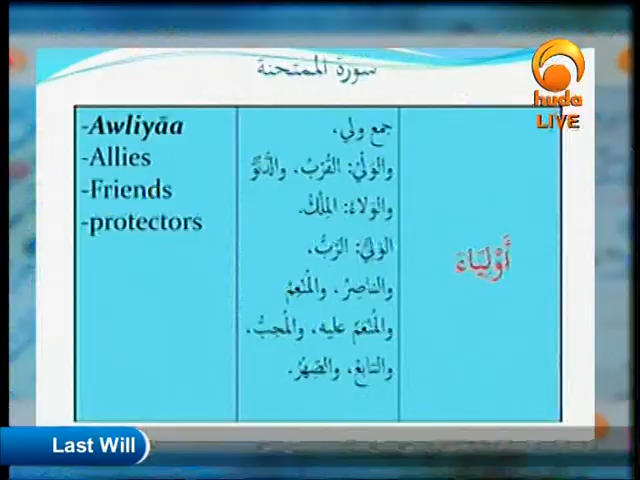 سورة الممتحنة
huda
LIVE
-Awliyāa
-Allies
-Friends
-protectors
جمع ولي،
والوَلْيُ: القُرْبُ، والدُّنُوُّ
والوَلاءُ: المِلْكُ.
الوَلِيُّ: الرَّبُّ،
والناصِرُ، والمُنْعِمُ
والمُنْعَمُ عليه، والمُحِبُّ،
والتابِعُ، والصِّهْرُ.
أَوْلِيَاءَ
Last Will